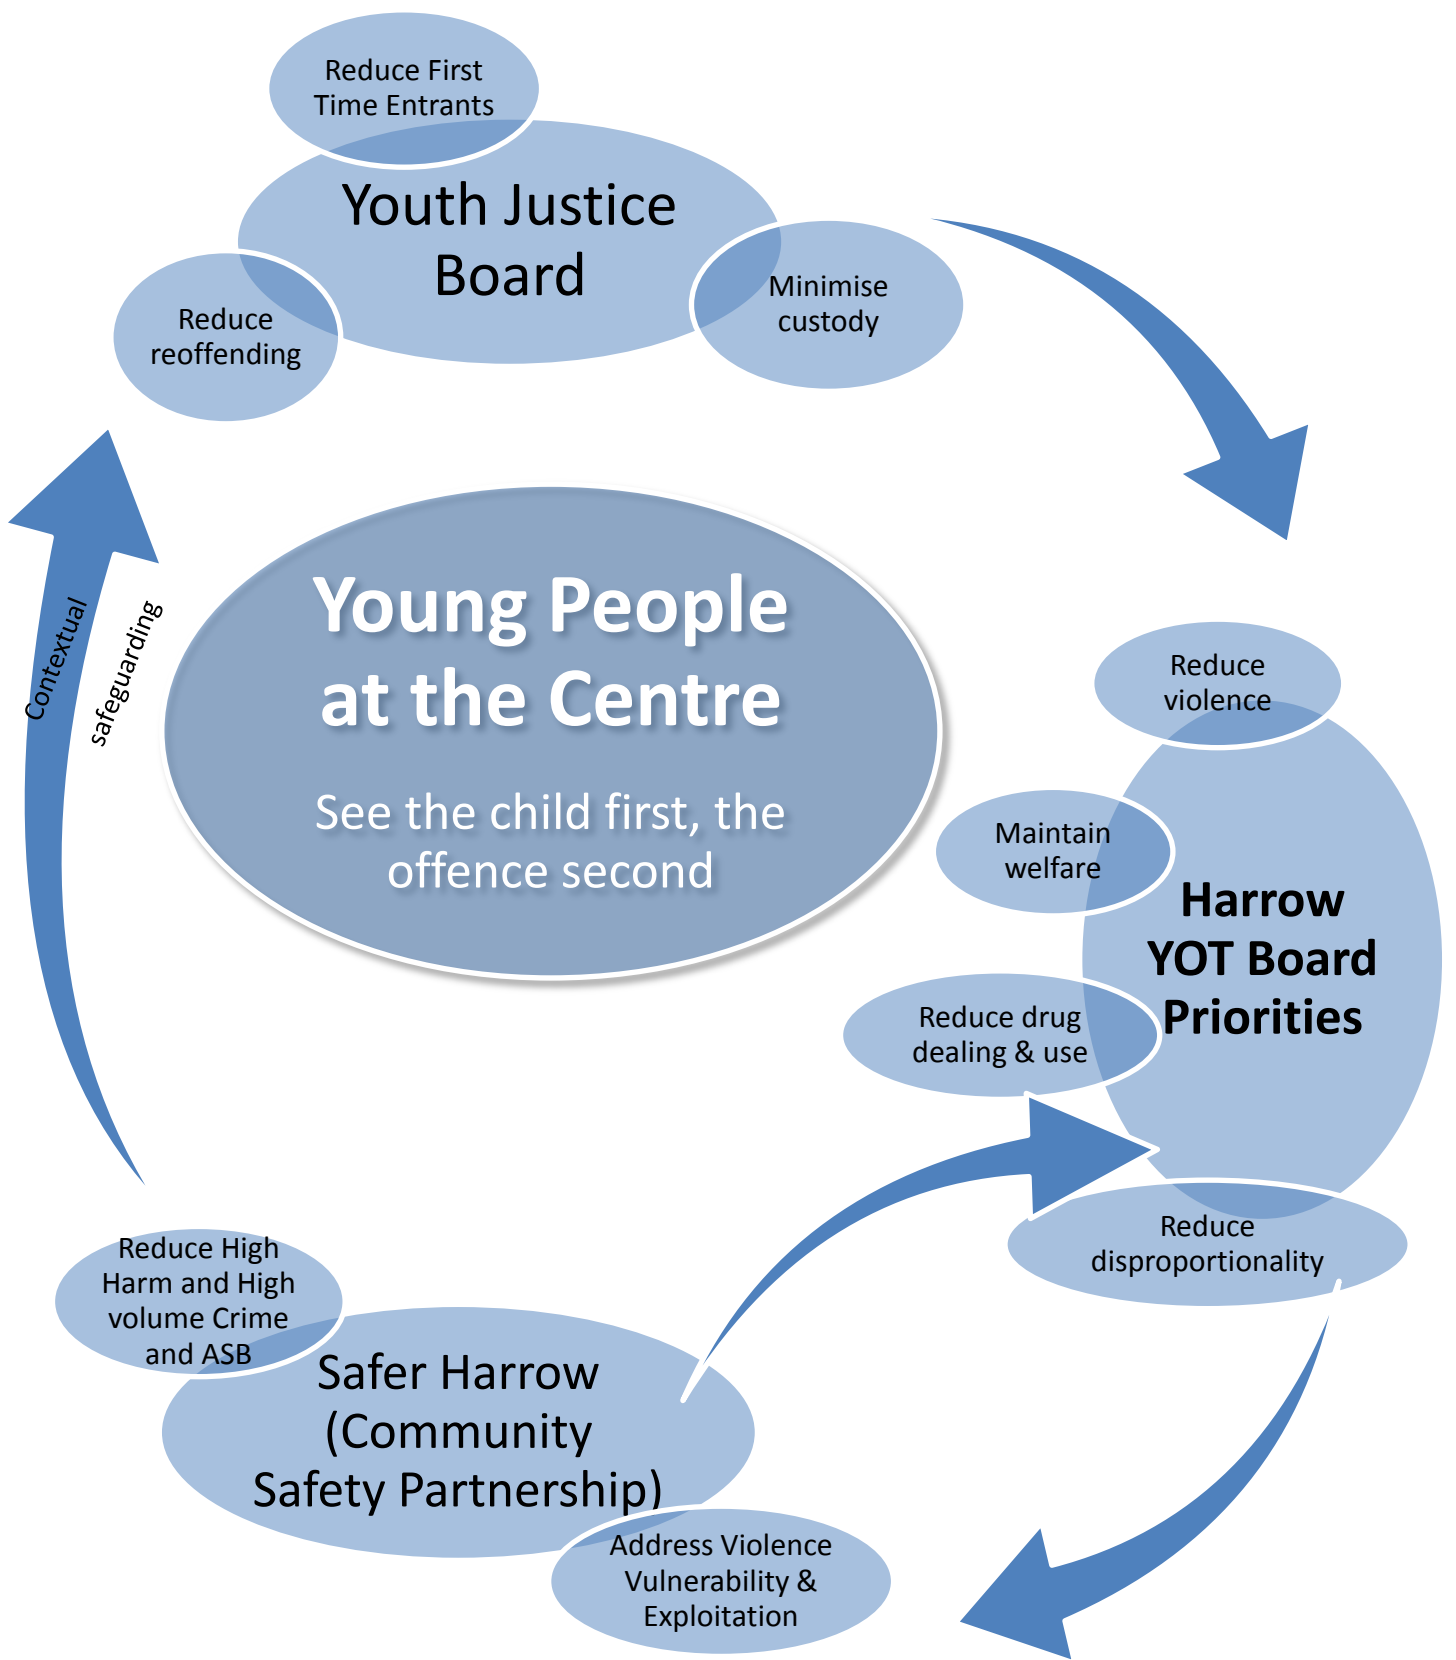 Reduce First
Time Entrants
Youth Justice
Board
Reduce
reoffending
Minimise
custody
Contextual
safeguarding
Young People
at the Centre
See the child first, the
offence second
Reduce
violence
Maintain
welfare
Harrow
YOT Board
Priorities
Reduce drug
dealing & use
Reduce
disproportionality
Reduce High
Harm and High
volume Crime
and ASB
Safer Harrow
(Community
Safety Partnership)
Address Violence
Vulnerability &
Exploitation